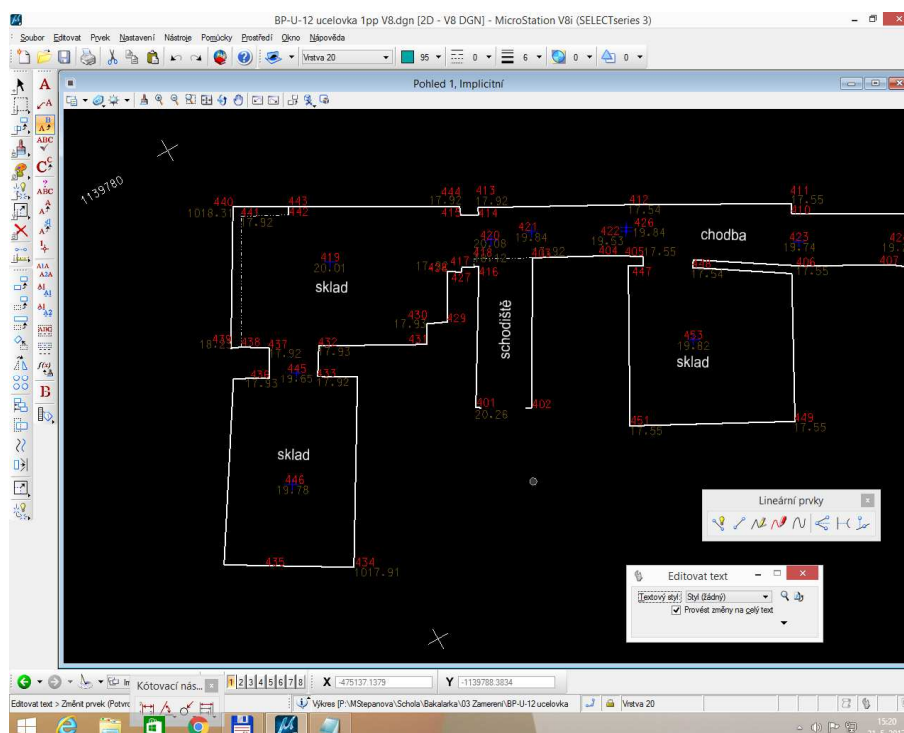 BP-U-12 ucelovka 1pp V8.dgn [2D - V8 DGN] - MicroStation V8i (SELECTseries 3)
Soubor Editovat Prvek Nastavení Nástroje Pomůcky Prostředí Okno Nápověda
Vrstva 20 95 0 6 0 0
Pohled 1, Implicitní
1139780
440 443 444 413 412 411
1018.31 17.92 17.92 17.92 17.54 17.55
441 442 415 414 410
420 421 422 426 chodba 423
20.08 19.84 19.53 19.84 19.74
419 417 418 404 405 17.55 406 407
20.01 416 447 17.54 17.55
sklad 427
430 429 schodiště
17.93 431
439 438 437 432 453
17.92 17.93 19.82
436 445 433 sklad
17.93 19.65 17.92
401 402
20.26 451 449
17.55 17.55
sklad
446
19.78
435 434
1017.91
Lineární prvky
Editovat text
Textový styl: Styl (žádný)
Provést změny na celý text
Kótovací nás...
1 2 3 4 5 6 7 8 X -475137.1379 Y -1139788.3834
Editovat text > Změnit prvek (Potvrc Výkres [P:\MStepanova\Schola\Bakalarka\03 Zamereni\BP-U-12 ucelovka Vrstva 20
15:20